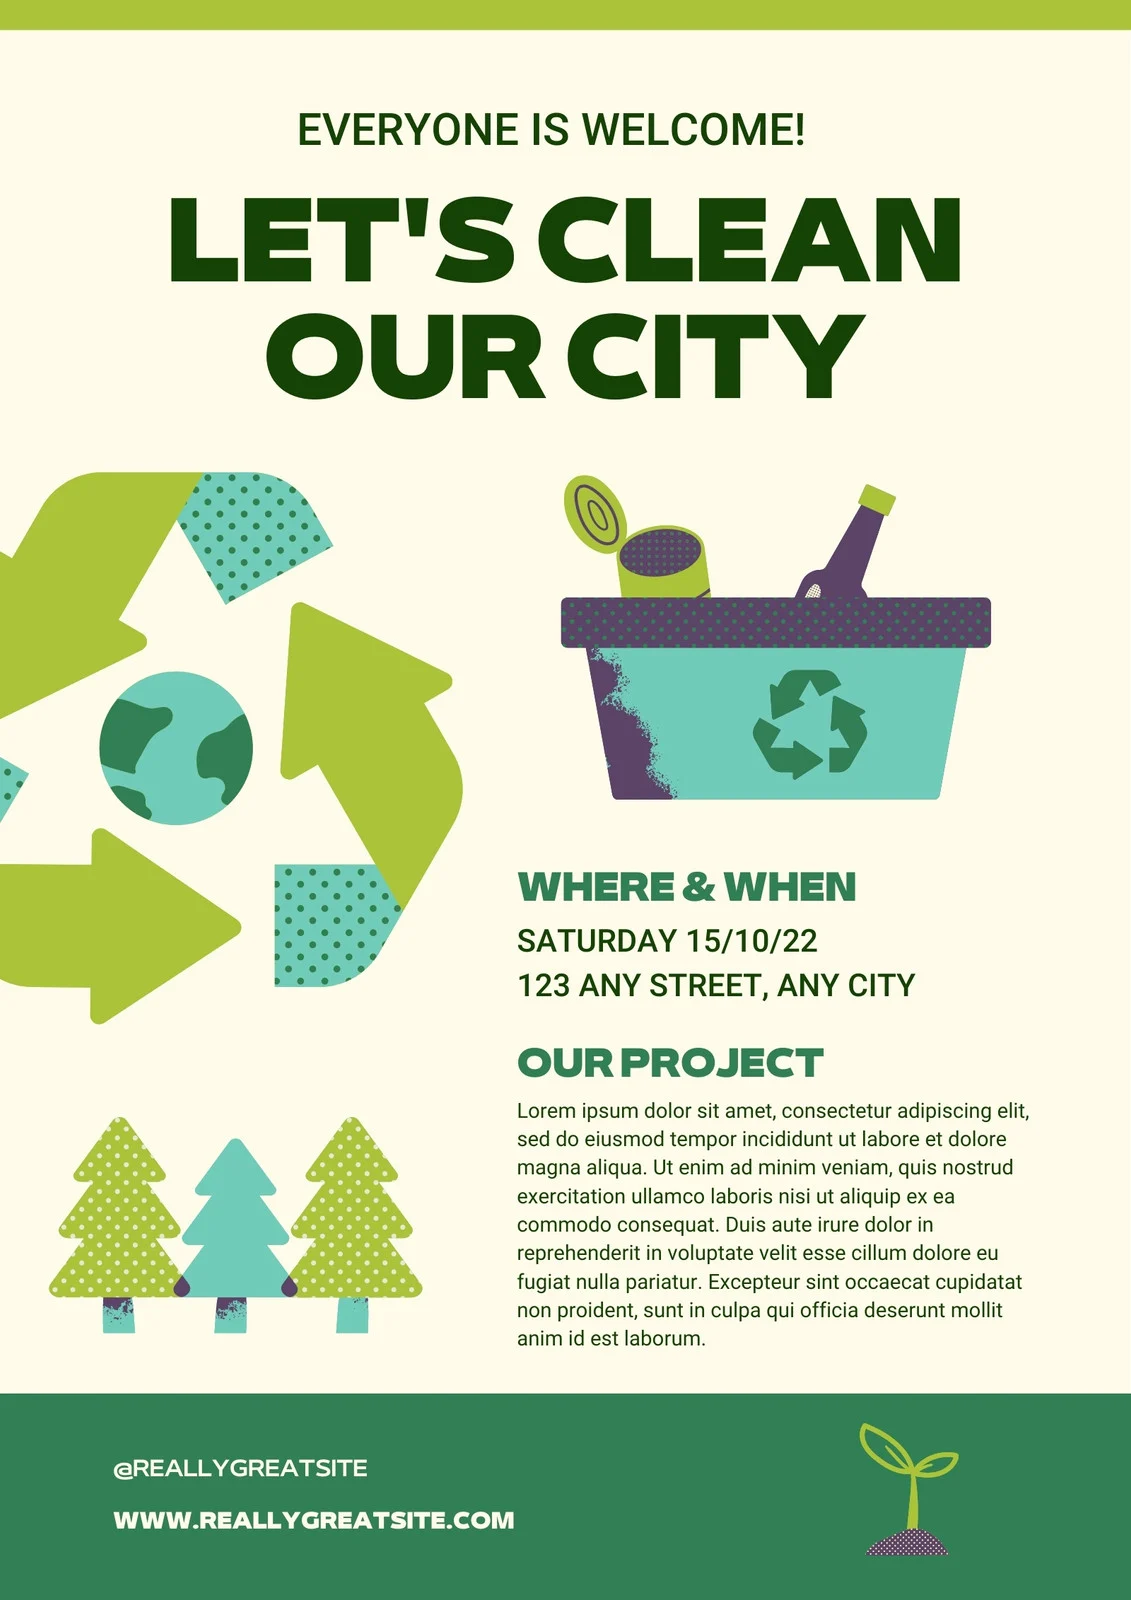 EVERYONE IS WELCOME!
LET'S CLEAN
OUR CITY
WHERE & WHEN
SATURDAY 15/10/22
123 ANY STREET, ANY CITY
OUR PROJECT
Lorem ipsum dolor sit amet, consectetur adipiscing elit,
sed do eiusmod tempor incididunt ut labore et dolore
magna aliqua. Ut enim ad minim veniam, quis nostrud
exercitation ullamco laboris nisi ut aliquip ex ea
commodo consequat. Duis aute irure dolor in
reprehenderit in voluptate velit esse cillum dolore eu
fugiat nulla pariatur. Excepteur sint occaecat cupidatat
non proident, sunt in culpa qui officia deserunt mollit
anim id est laborum.
@REALLYGREATSITE
WWW.REALLYGREATSITE.COM